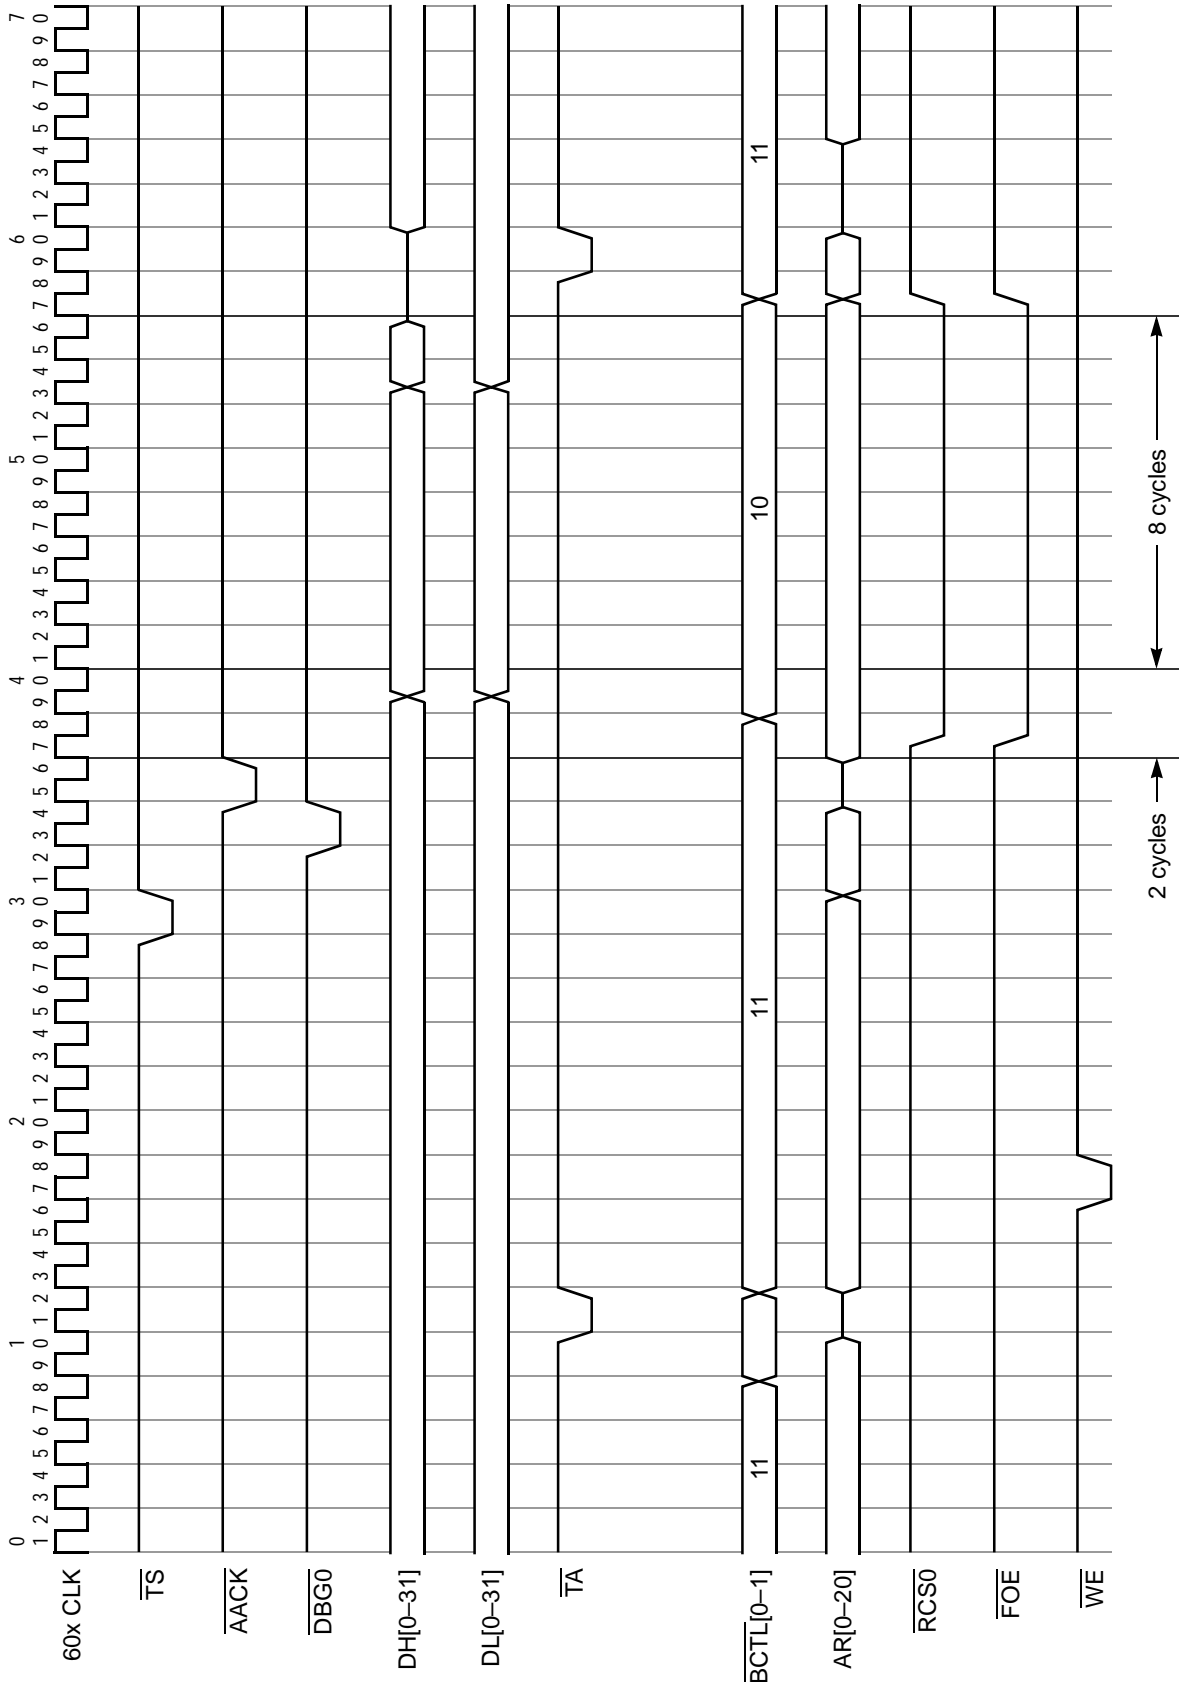 0 1 2 3 4 5 6 7
1 2 3 4 5 6 7 8 9 0 1 2 3 4 5 6 7 8 9 0 1 2 3 4 5 6 7 8 9 0 1 2 3 4 5 6 7 8 9 0 1 2 3 4 5 6 7 8 9 0 1 2 3 4 5 6 7 8 9 0 1 2 3 4 5 6 7 8 9 0
60x CLK
TS
AACK
DBG0
DH[0–31]
DL[0–31]
TA
BCTL[0–1] 11 11 10 11
AR[0–20]
RCS0
FOE
WE
2 cycles 8 cycles